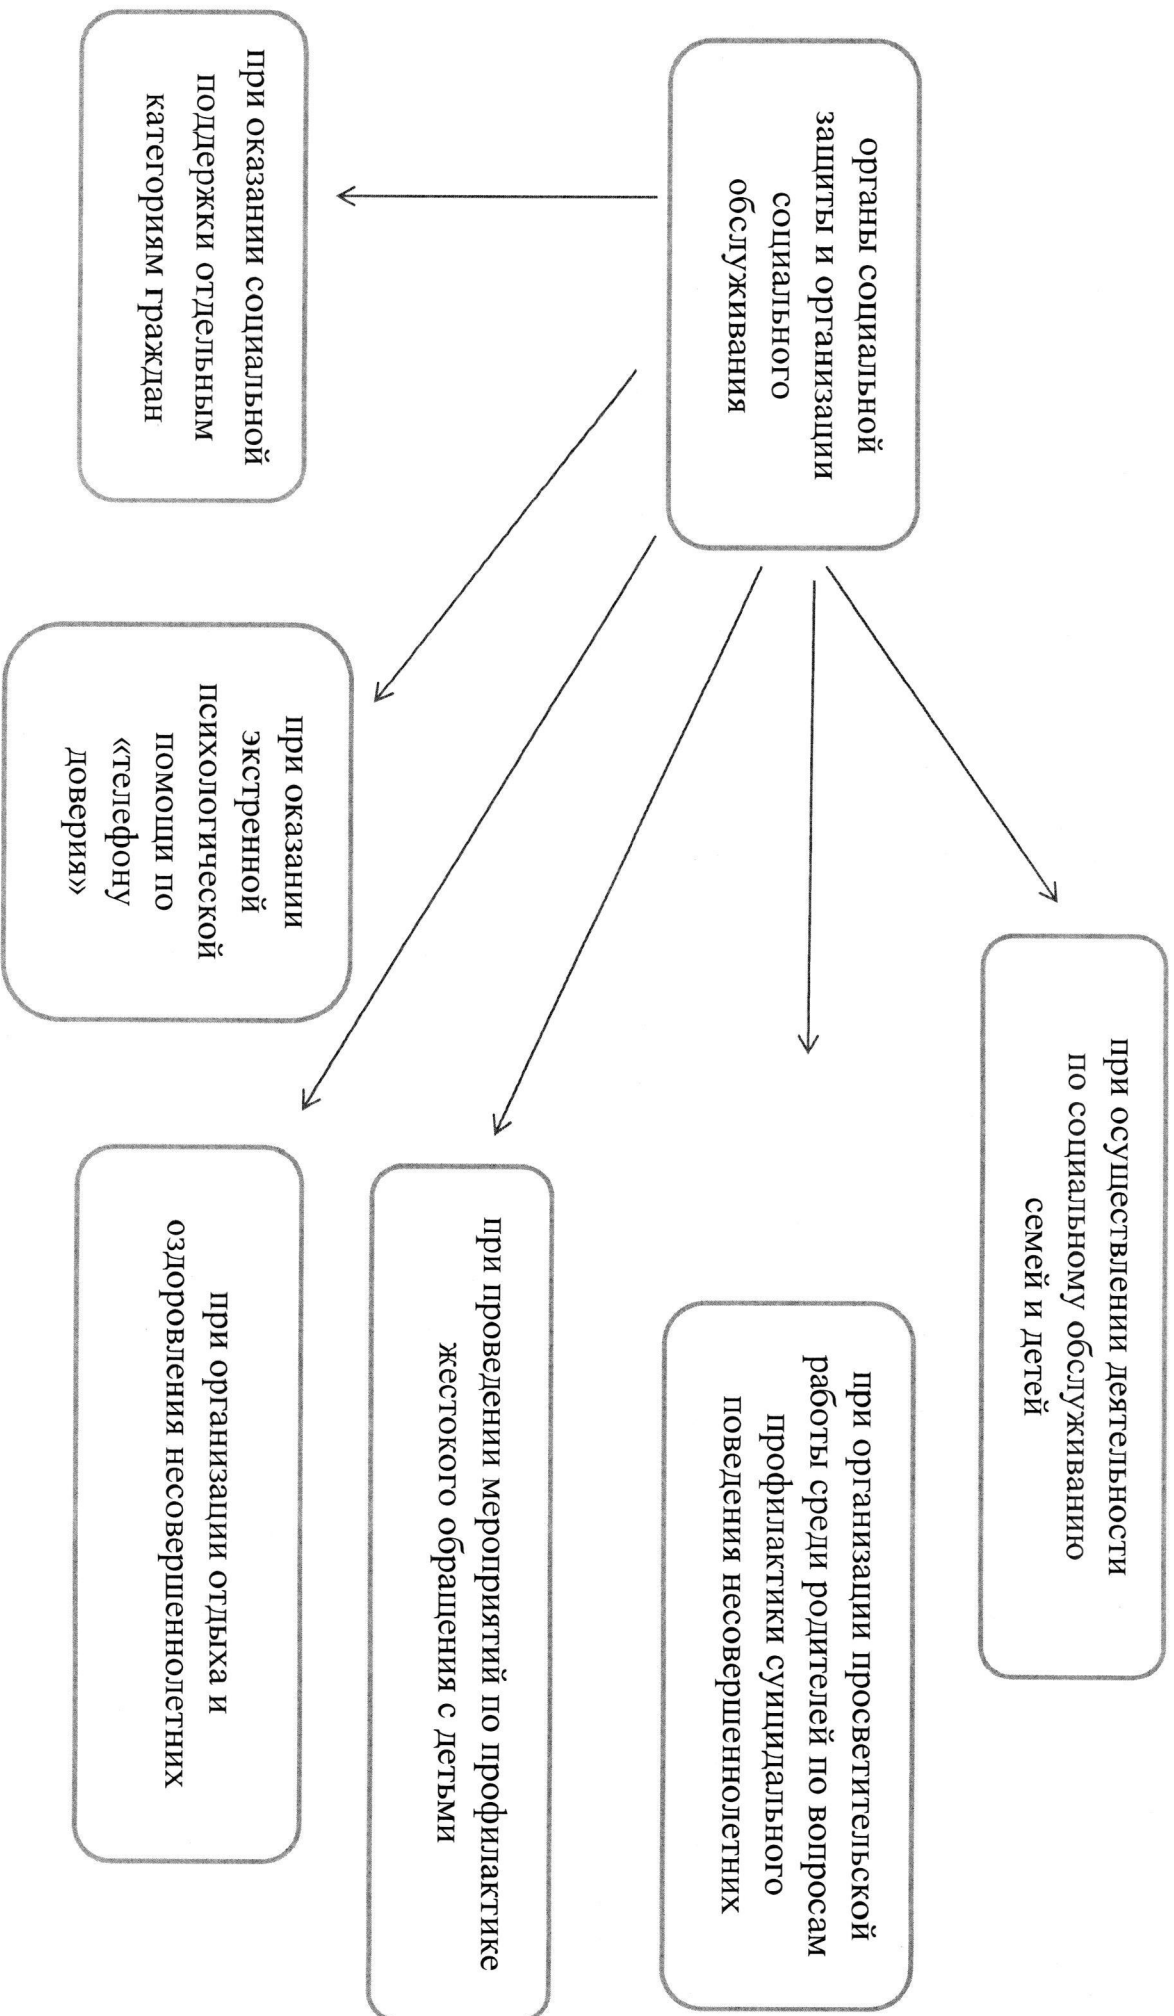 органы социальной
защиты и организации
социального
обслуживания
при осуществлении деятельности
по социальному обслуживанию
семей и детей
при организации просветительской
работы среди родителей по вопросам
профилактики суицидального
поведения несовершеннолетних
при проведении мероприятий по профилактике
жестокого обращения с детьми
при организации отдыха и
оздоровления несовершеннолетних
при оказании
экстренной
психологической
помощи по
«телефону
доверия»
при оказании социальной
поддержки отдельным
категориям граждан